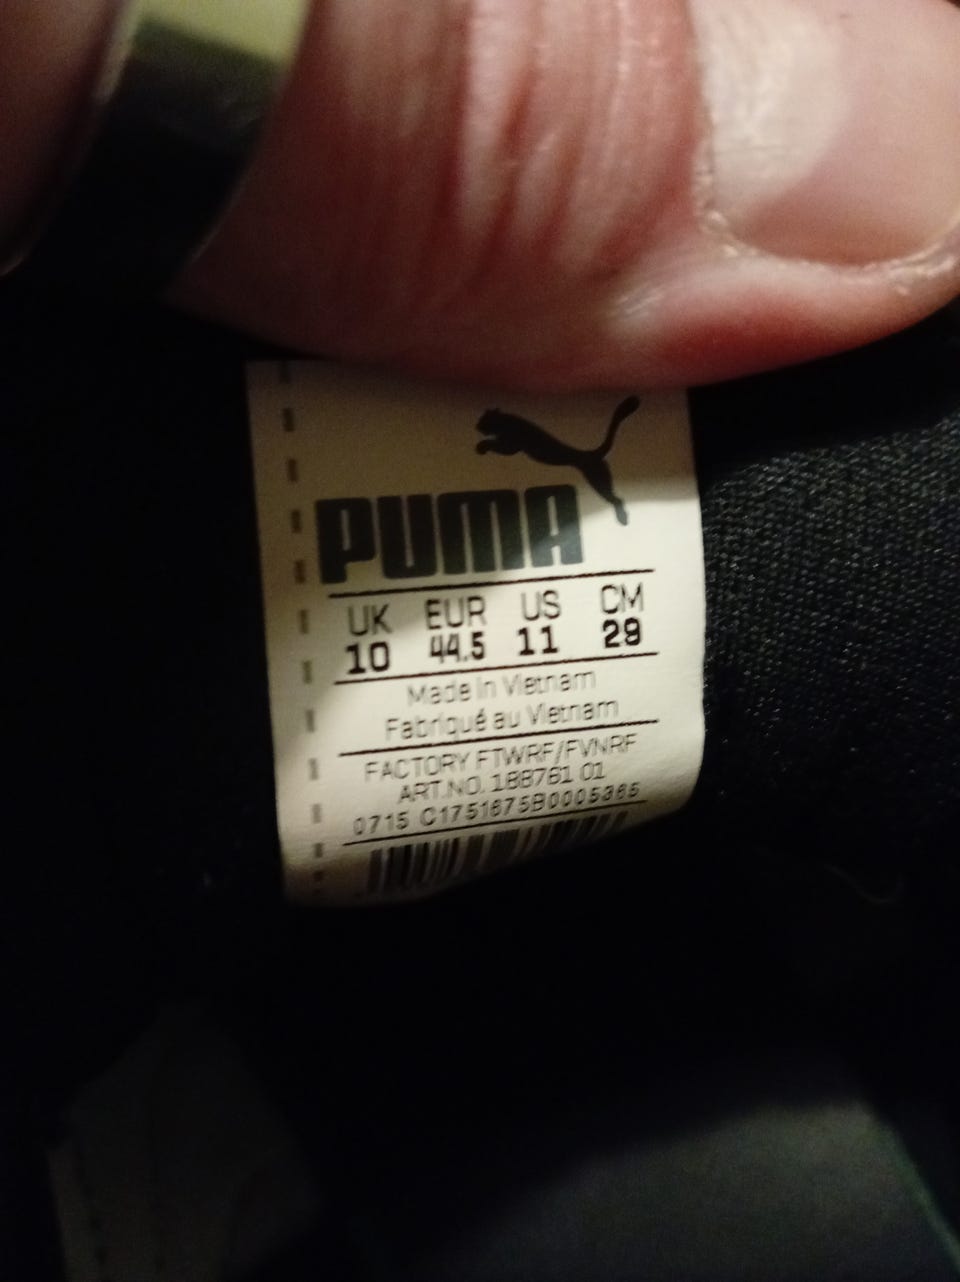 PUMA
UK EUR US CM
10 44.5 11 29
Made in Vietnam
Fabriqué au Vietnam
FACTORY FTWRF/FVNRF
ART.NO. 188761 01
0715 C1751675B0005365